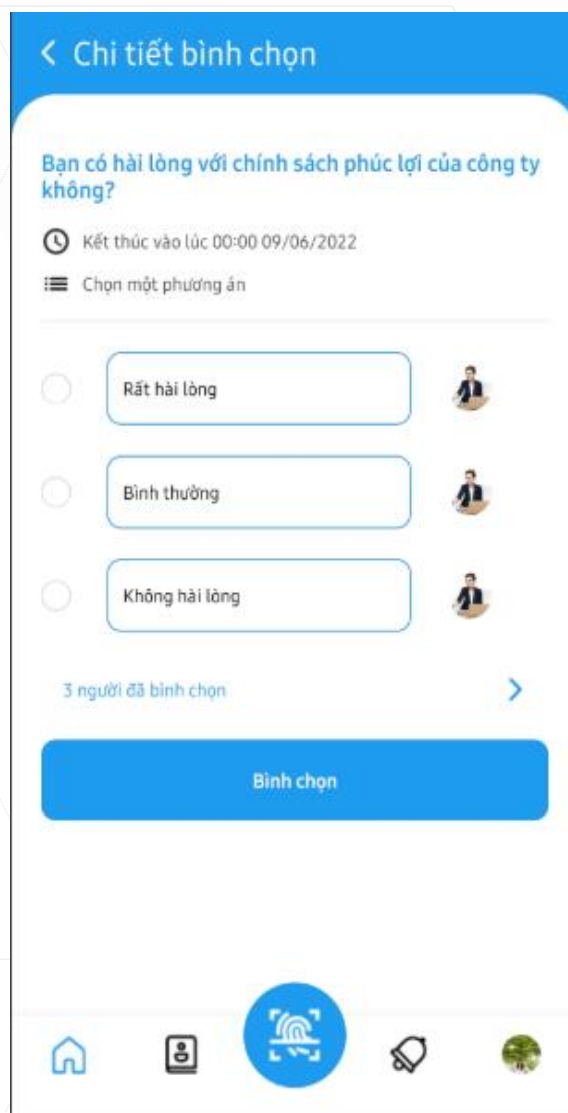 Chi tiết bình chọn
Bạn có hài lòng với chính sách phúc lợi của công ty
không?
Kết thúc vào lúc 00:00 09/06/2022
Chọn một phương án
Rất hài lòng
Bình thường
Không hài lòng
3 người đã bình chọn
Bình chọn